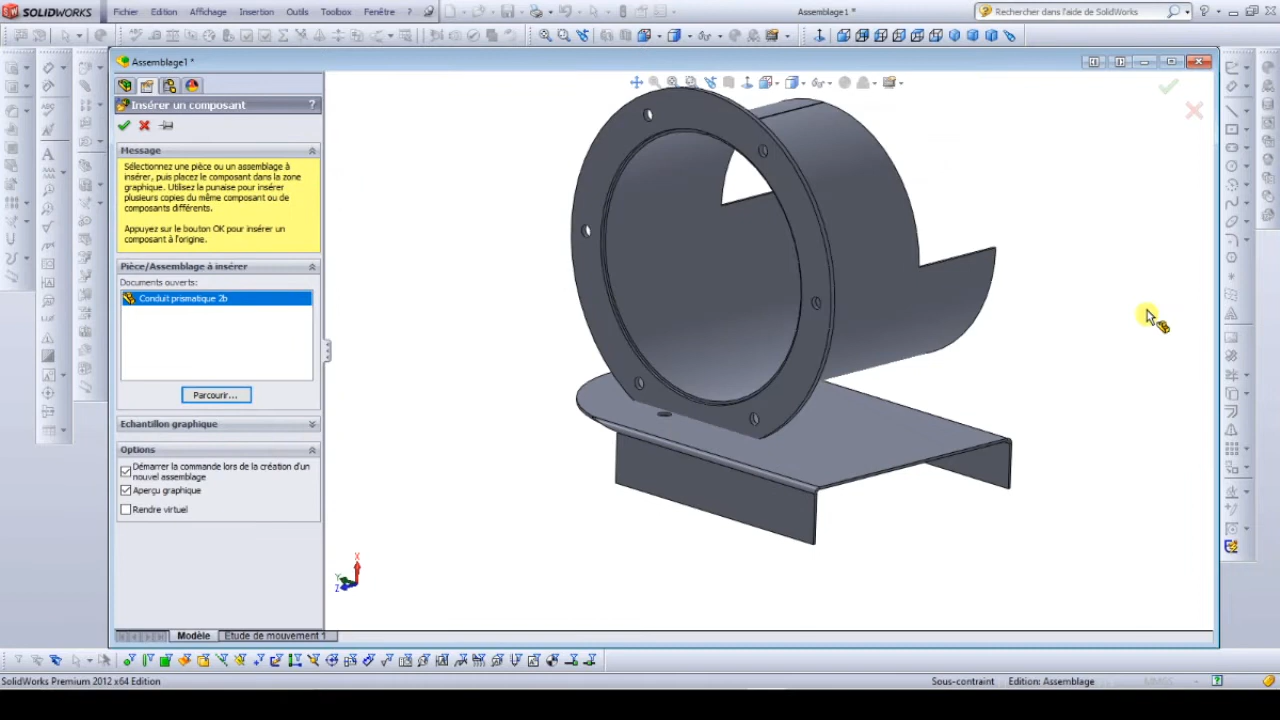 SOLIDWORKS Fichier Edition Affichage Insertion Outils Toolbox Fenêtre ? Assemblage1 * Rechercher dans l'aide de SolidWorks ?
Assemblage1 *
Insérer un composant ?
Message
Sélectionnez une pièce ou un assemblage à
insérer, puis placez le composant dans la zone
graphique. Utilisez la punaise pour insérer
plusieurs copies du même composant ou de
composants différents.
Appuyez sur le bouton OK pour insérer un
composant à l'origine.
Pièce/Assemblage à insérer
Documents ouverts:
Conduit prismatique 2b
Parcourir...
Echantillon graphique
Options
Démarrer la commande lors de la création d'un
nouvel assemblage
Aperçu graphique
Rendre virtuel
X
Y
Z
Modèle Etude de mouvement 1
SolidWorks Premium 2012 x64 Edition Sous-contraint Edition: Assemblage